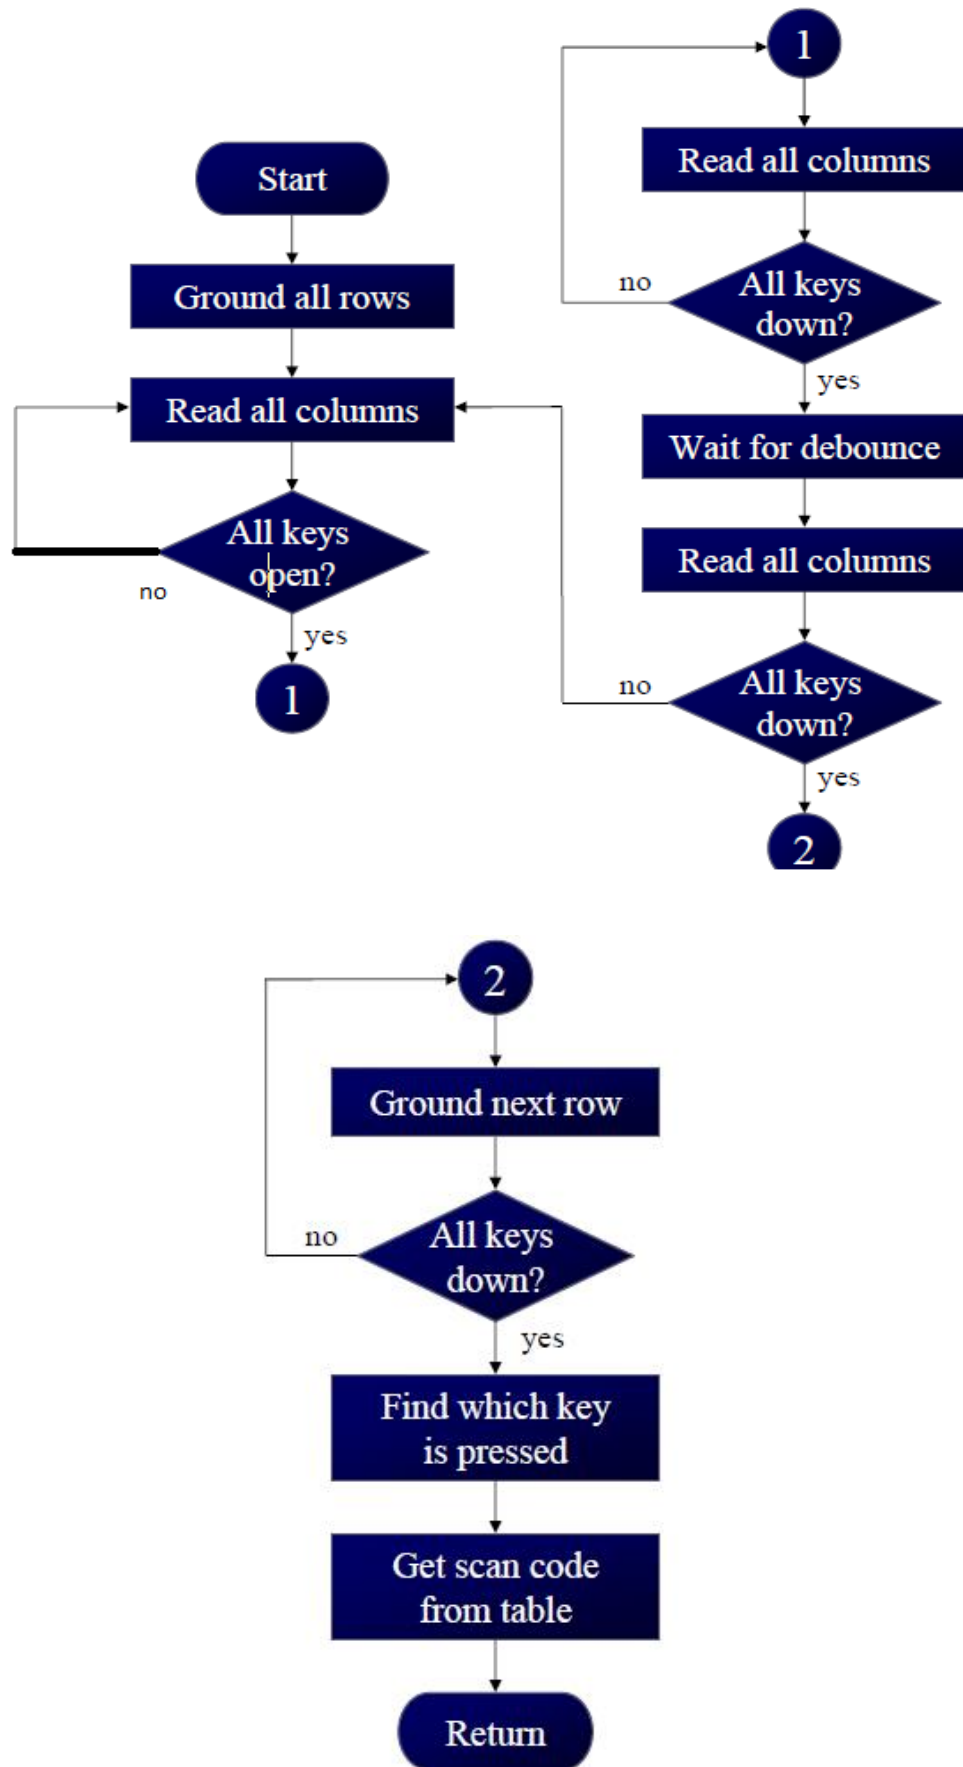 Start
Ground all rows
Read all columns
All keys
open?
no
yes
1
1
Read all columns
All keys
down?
no
yes
Wait for debounce
Read all columns
All keys
down?
no
yes
2
2
Ground next row
All keys
down?
no
yes
Find which key
is pressed
Get scan code
from table
Return